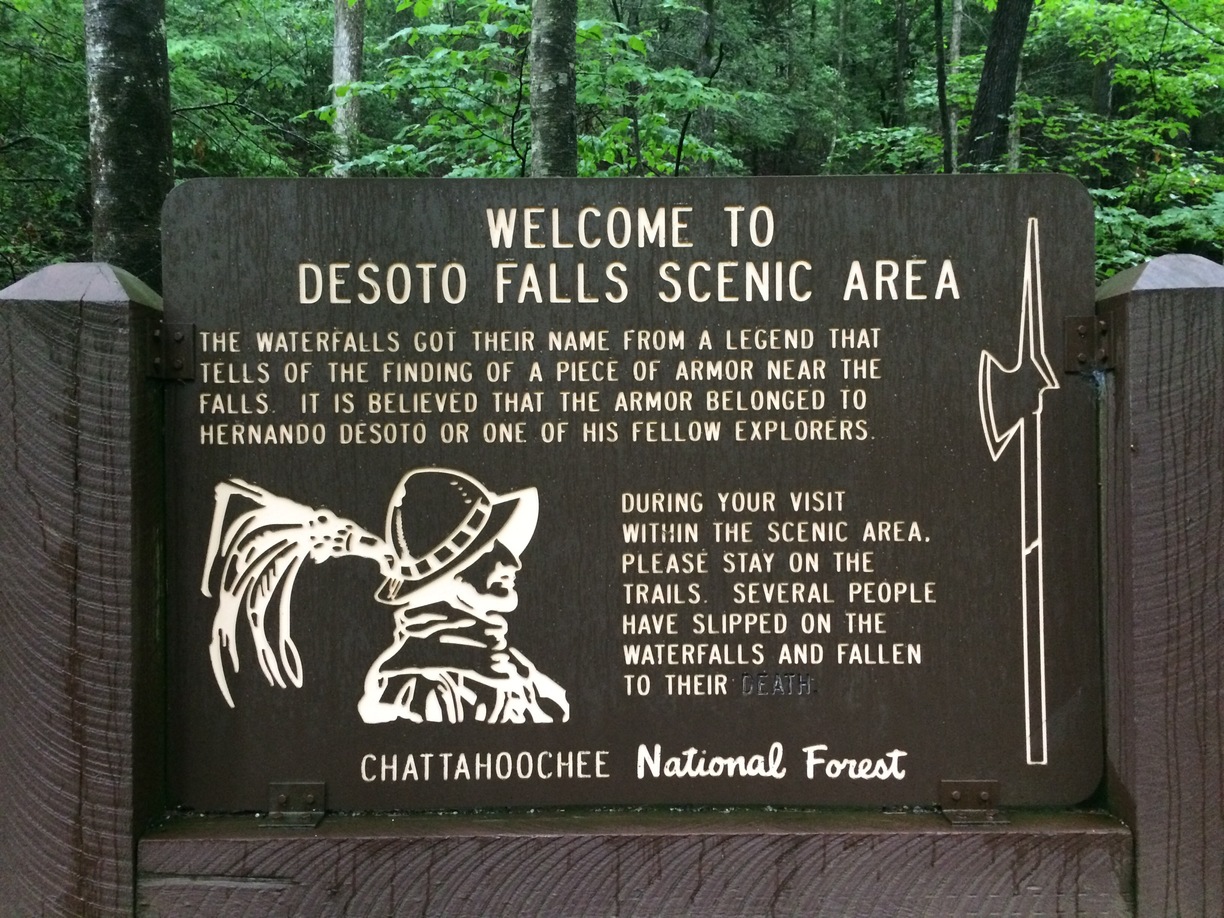 WELCOME TO
DESOTO FALLS SCENIC AREA
THE WATERFALLS GOT THEIR NAME FROM A LEGEND THAT
TELLS OF THE FINDING OF A PIECE OF ARMOR NEAR THE
FALLS. IT IS BELIEVED THAT THE ARMOR BELONGED TO
HERNANDO DESOTO OR ONE OF HIS FELLOW EXPLORERS.
DURING YOUR VISIT
WITHIN THE SCENIC AREA,
PLEASE STAY ON THE
TRAILS. SEVERAL PEOPLE
HAVE SLIPPED ON THE
WATERFALLS AND FALLEN
TO THEIR DEATH.
CHATTAHOOCHEE National Forest